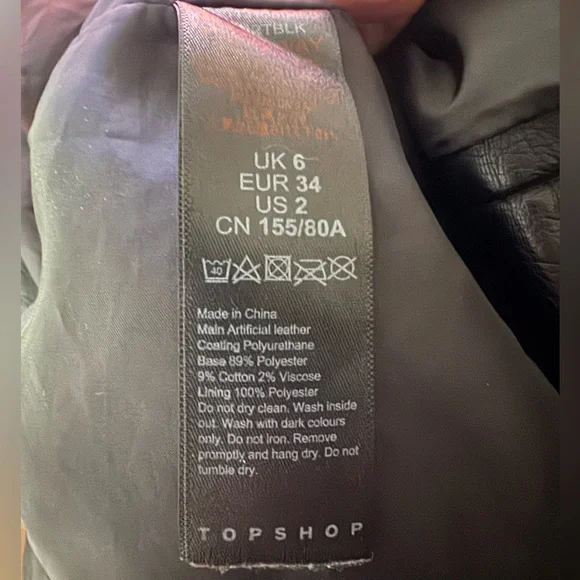 UK 6
EUR 34
US 2
CN 155/80A
40
Made in China
Main Artificial leather
Coating Polyurethane
Base 89% Polyester
9% Cotton 2% Viscose
Lining 100% Polyester
Do not dry clean. Wash inside
out. Wash with dark colours
only. Do not iron. Remove
promptly and hang dry. Do not
tumble dry.
TOPSHOP